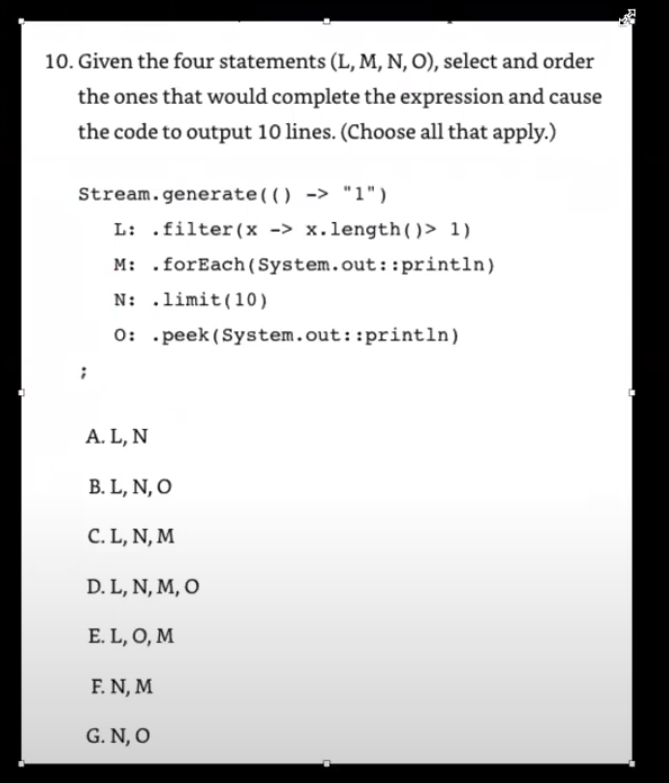 10. Given the four statements (L, M, N, O), select and order
the ones that would complete the expression and cause
the code to output 10 lines. (Choose all that apply.)
Stream.generate(() -> "1")
L: .filter(x -> x.length()> 1)
M: .forEach(System.out::println)
N: .limit(10)
O: .peek(System.out::println)
;
A. L, N
B. L, N, O
C. L, N, M
D. L, N, M, O
E. L, O, M
F. N, M
G. N, O